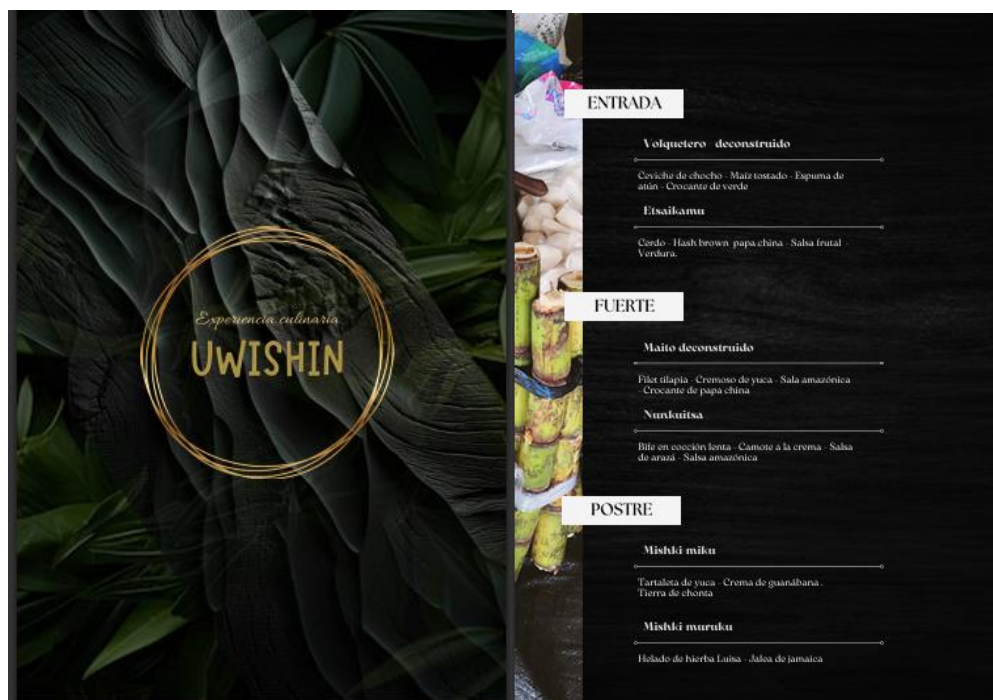 Experiencia culinaria
UWISHIN
ENTRADA
Volquetero deconstruido
Ceviche de chocho - Maíz tostado - Espuma de
atún - Crocante de verde
Etsaikamu
Cerdo - Hash brown papa china - Salsa frutal -
Verdura.
FUERTE
Maito deconstruido
Filet tilapia - Cremoso de yuca - Sala amazónica
- Crocante de papa china
Nunkuitsa
Bife en cocción lenta - Camote a la crema - Salsa
de arazá - Salsa amazónica
POSTRE
Mishki miku
Tartaleta de yuca - Crema de guanábana .
Tierra de chonta
Mishki muruku
Helado de hierba Luisa - Jalea de jamaica